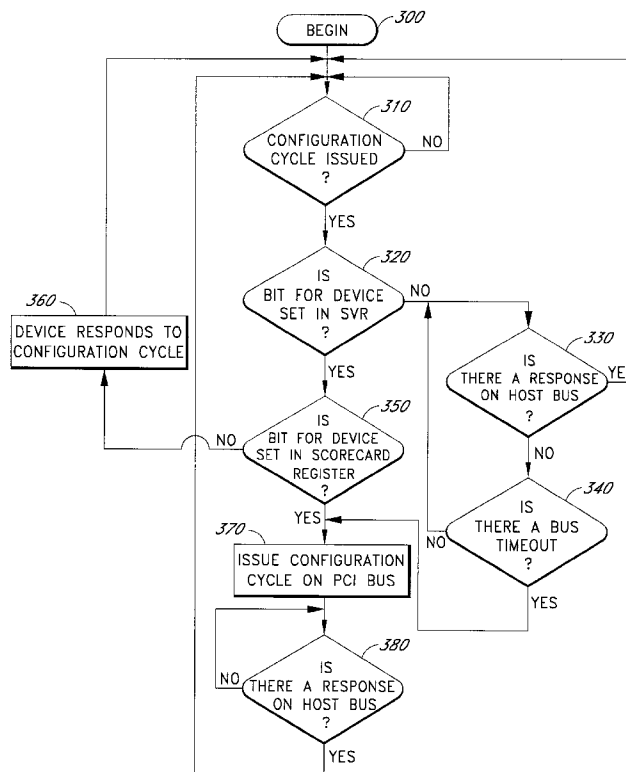 300
BEGIN
310
CONFIGURATION
CYCLE ISSUED
?
NO
YES
320
IS
BIT FOR DEVICE
SET IN SVR
?
NO
YES
360
DEVICE RESPONDS TO
CONFIGURATION CYCLE
330
IS
THERE A RESPONSE
ON HOST BUS
?
YE
NO
350
IS
BIT FOR DEVICE
SET IN SCORECARD
REGISTER
?
NO
YES
340
IS
THERE A BUS
TIMEOUT
?
NO
YES
370
ISSUE CONFIGURATION
CYCLE ON PCI BUS
380
IS
THERE A RESPONSE
ON HOST BUS
?
NO
YES